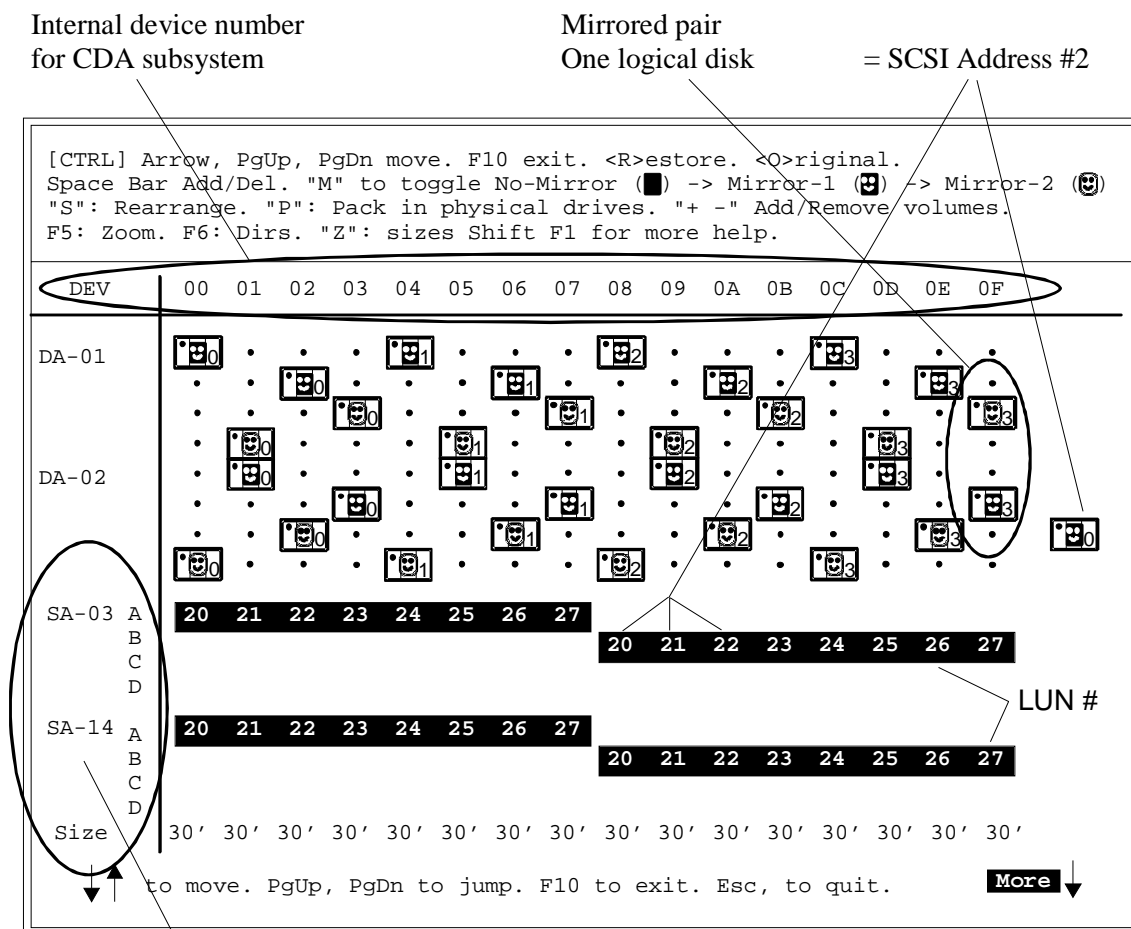 Internal device number
for CDA subsystem
Mirrored pair
One logical disk
= SCSI Address #2
[CTRL] Arrow, PgUp, PgDn move. F10 exit. <R>estore. <O>riginal.
Space Bar Add/Del. "M" to toggle No-Mirror ( ) -> Mirror-1 ( ) -> Mirror-2 ( )
"S": Rearrange. "P": Pack in physical drives. "+ -" Add/Remove volumes.
F5: Zoom. F6: Dirs. "Z": sizes Shift F1 for more help.
DEV 00 01 02 03 04 05 06 07 08 09 0A 0B 0C 0D 0E 0F
DA-01 0 1 2 3
0 1 2 3
0 1 2 3
0 1 2 3
DA-02 0 1 2 3
0 1 2 3
0 1 2 3 0
0 1 2 3
SA-03 A 20 21 22 23 24 25 26 27
B 20 21 22 23 24 25 26 27
C
D
LUN #
SA-14 A 20 21 22 23 24 25 26 27
B 20 21 22 23 24 25 26 27
C
D
Size 30′ 30′ 30′ 30′ 30′ 30′ 30′ 30′ 30′ 30′ 30′ 30′ 30′ 30′ 30′ 30′
to move. PgUp, PgDn to jump. F10 to exit. Esc, to quit. More